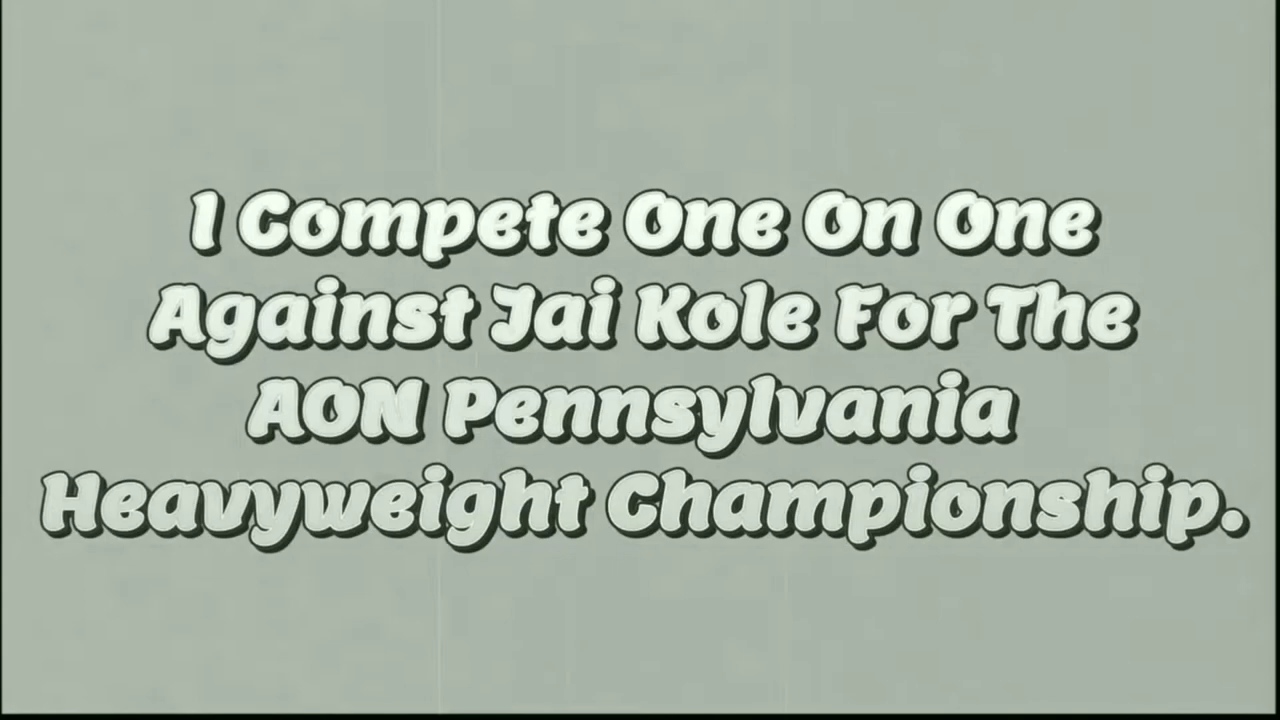 I Compete One On One
Against Jai Kole For The
AON Pennsylvania
Heavyweight Championship.